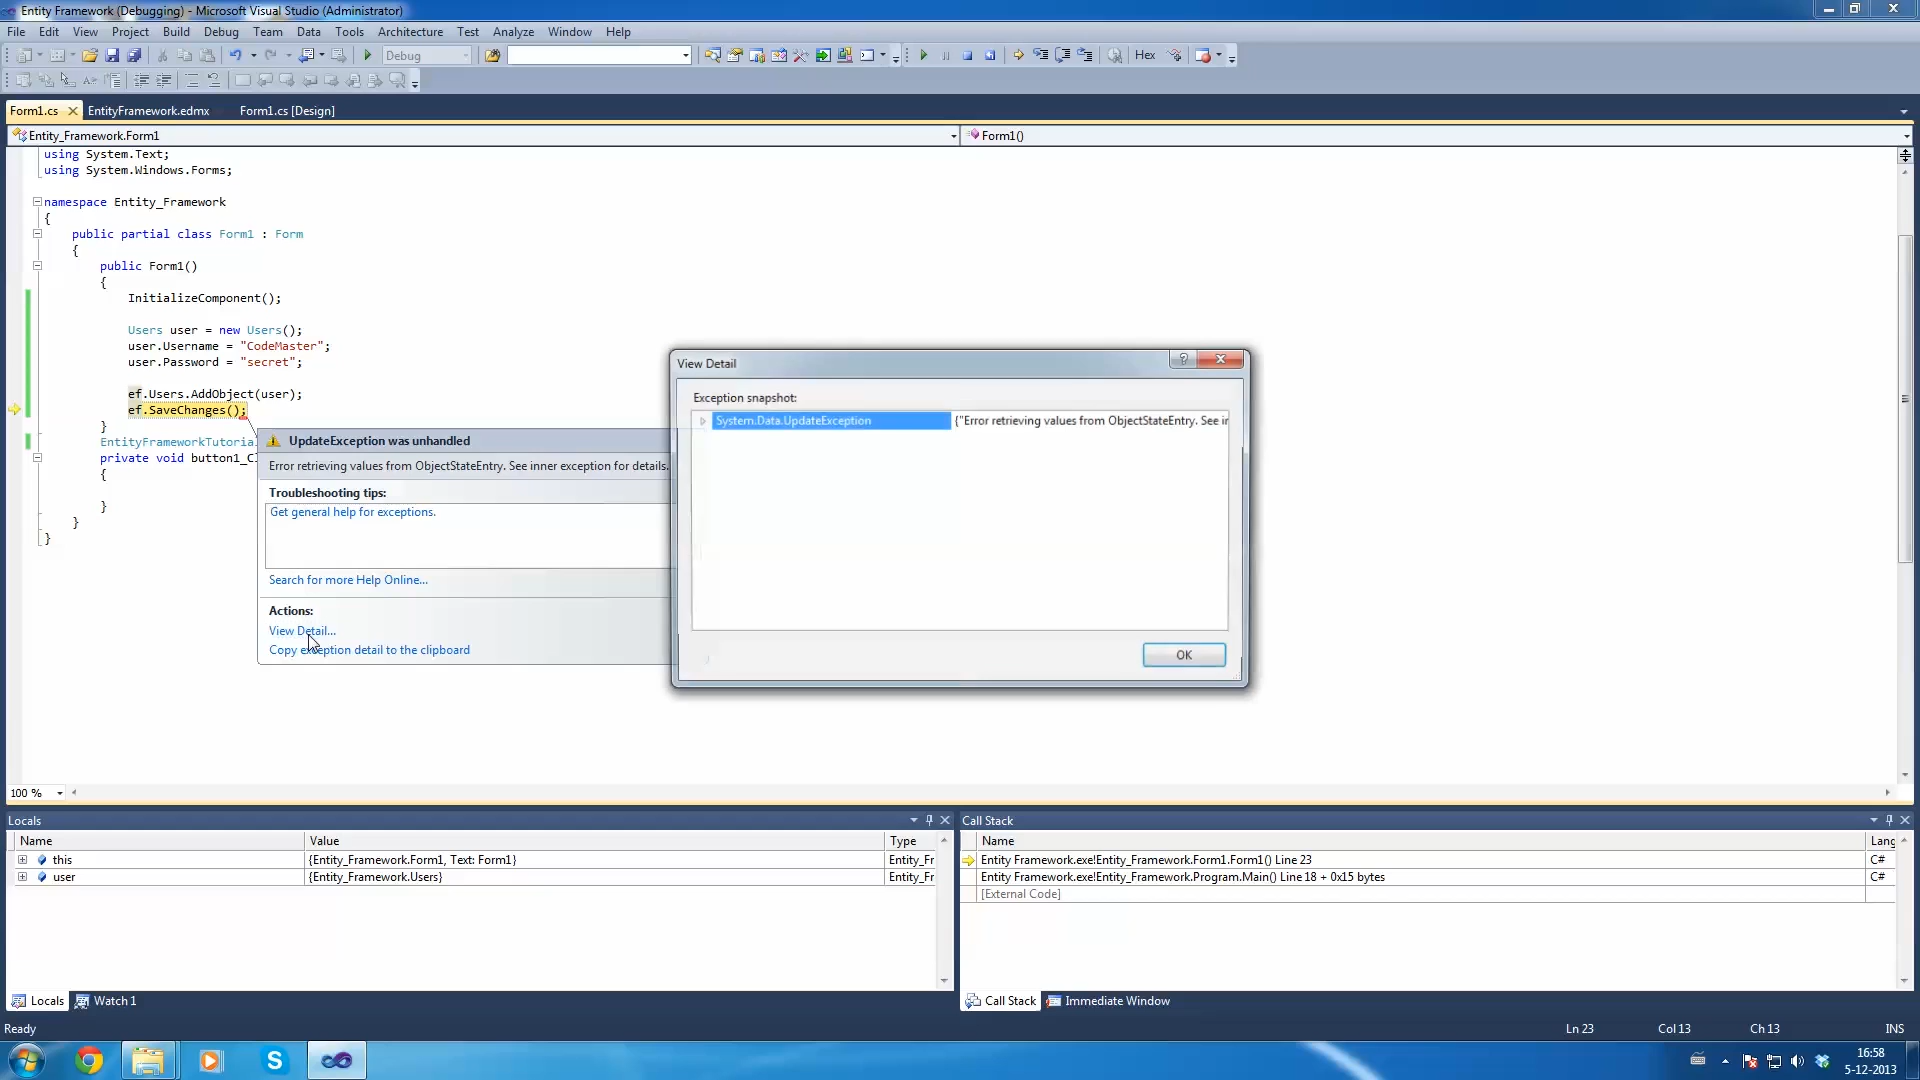 Entity Framework (Debugging) - Microsoft Visual Studio (Administrator)
File Edit View Project Build Debug Team Data Tools Architecture Test Analyze Window Help
Debug
Hex
Form1.cs EntityFramework.edmx Form1.cs [Design]
Entity_Framework.Form1
Form1()
using System.Text;
using System.Windows.Forms;
namespace Entity_Framework
{
public partial class Form1 : Form
{
public Form1()
{
InitializeComponent();
Users user = new Users();
user.Username = "CodeMaster";
user.Password = "secret";
ef.Users.AddObject(user);
ef.SaveChanges();
}
EntityFrameworkTutoria
private void button1_Cl
{
}
}
}
UpdateException was unhandled
Error retrieving values from ObjectStateEntry. See inner exception for details.
Troubleshooting tips:
Get general help for exceptions.
Search for more Help Online...
Actions:
View Detail...
Copy exception detail to the clipboard
View Detail
Exception snapshot:
System.Data.UpdateException {"Error retrieving values from ObjectStateEntry. See ir
OK
100 %
Locals
Name Value Type
this {Entity_Framework.Form1, Text: Form1} Entity_Fr
user {Entity_Framework.Users} Entity_Fr
Locals Watch 1
Call Stack
Name Lang
Entity Framework.exe!Entity_Framework.Form1.Form1() Line 23 C#
Entity Framework.exe!Entity_Framework.Program.Main() Line 18 + 0x15 bytes C#
[External Code]
Call Stack Immediate Window
Ready Ln 23 Col 13 Ch 13 INS
16:58
5-12-2013